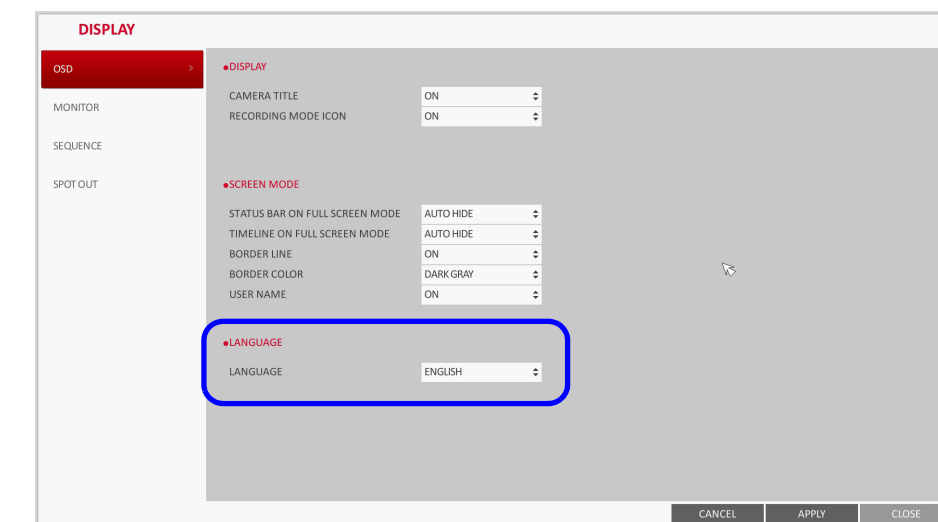 DISPLAY
OSD >
MONITOR
SEQUENCE
SPOT OUT
●DISPLAY
CAMERA TITLE ON
RECORDING MODE ICON ON
●SCREEN MODE
STATUS BAR ON FULL SCREEN MODE AUTO HIDE
TIMELINE ON FULL SCREEN MODE AUTO HIDE
BORDER LINE ON
BORDER COLOR DARK GRAY
USER NAME ON
●LANGUAGE
LANGUAGE ENGLISH
CANCEL APPLY CLOSE